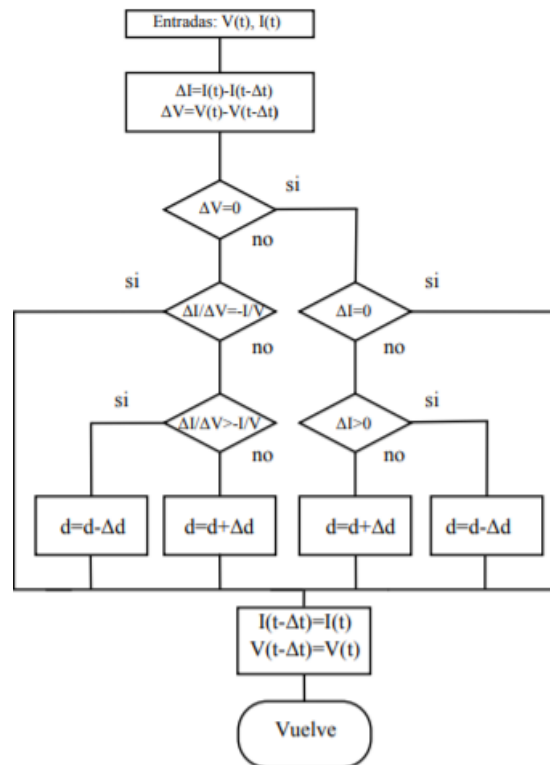 Entradas: V(t), I(t)
ΔI=I(t)-I(t-Δt)
ΔV=V(t)-V(t-Δt)
si
ΔV=0
no
si
ΔI/ΔV=-I/V
ΔI=0
si
no
no
si
ΔI/ΔV>-I/V
ΔI>0
si
no
no
d=d-Δd
d=d+Δd
d=d+Δd
d=d-Δd
I(t-Δt)=I(t)
V(t-Δt)=V(t)
Vuelve